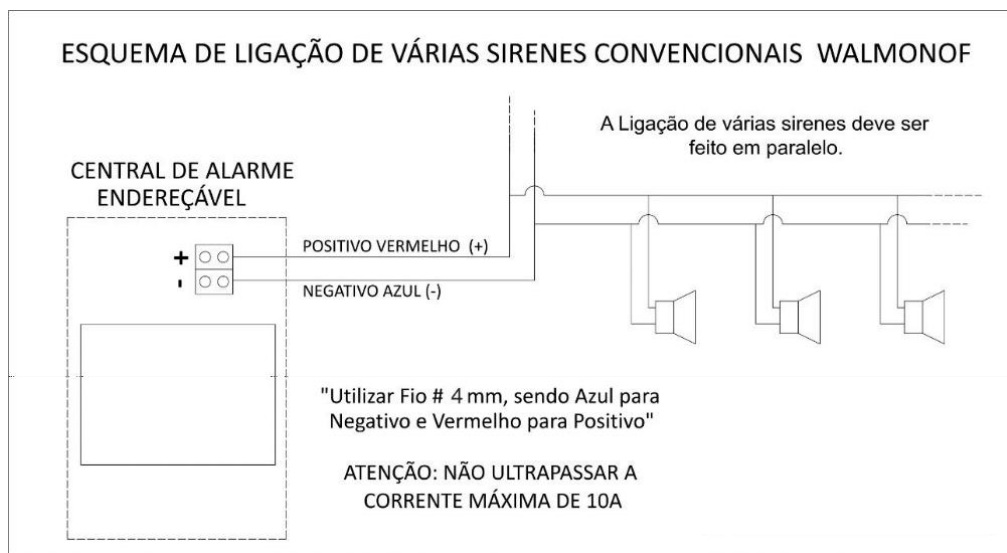 ESQUEMA DE LIGAÇÃO DE VÁRIAS SIRENES CONVENCIONAIS WALMONOF
A Ligação de várias sirenes deve ser
feito em paralelo.
CENTRAL DE ALARME
ENDEREÇÁVEL
+
POSITIVO VERMELHO (+)
-
NEGATIVO AZUL (-)
"Utilizar Fio # 4 mm, sendo Azul para
Negativo e Vermelho para Positivo"
ATENÇÃO: NÃO ULTRAPASSAR A
CORRENTE MÁXIMA DE 10A